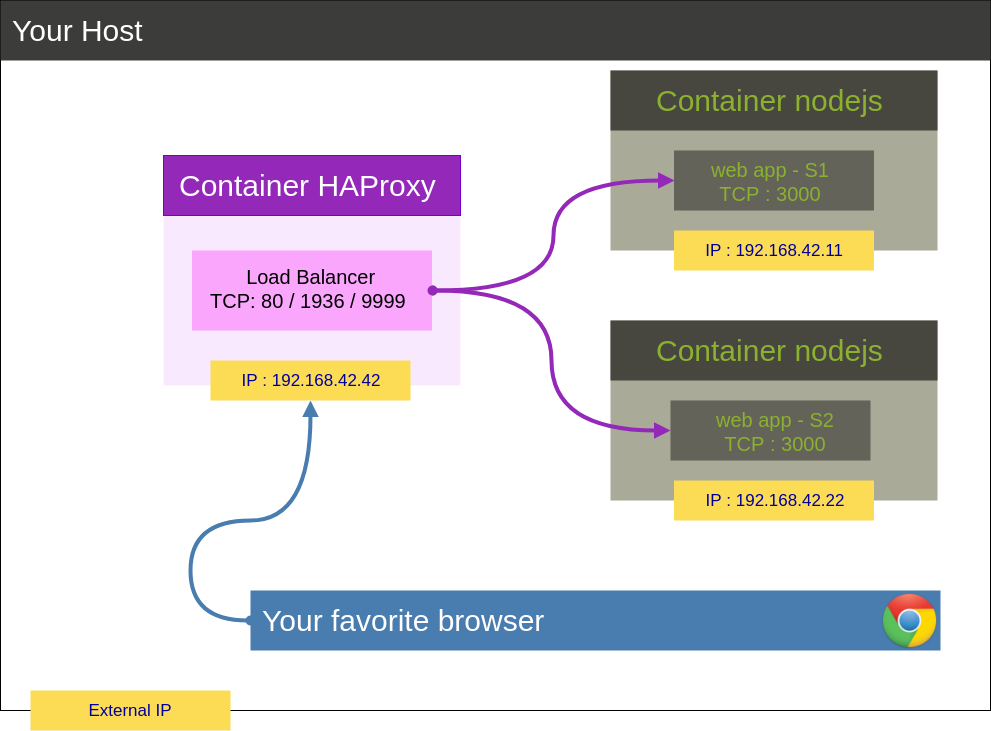 Your Host
Container nodejs
web app - S1
TCP : 3000
IP : 192.168.42.11
Container HAProxy
Load Balancer
TCP: 80 / 1936 / 9999
IP : 192.168.42.42
Container nodejs
web app - S2
TCP : 3000
IP : 192.168.42.22
Your favorite browser
External IP